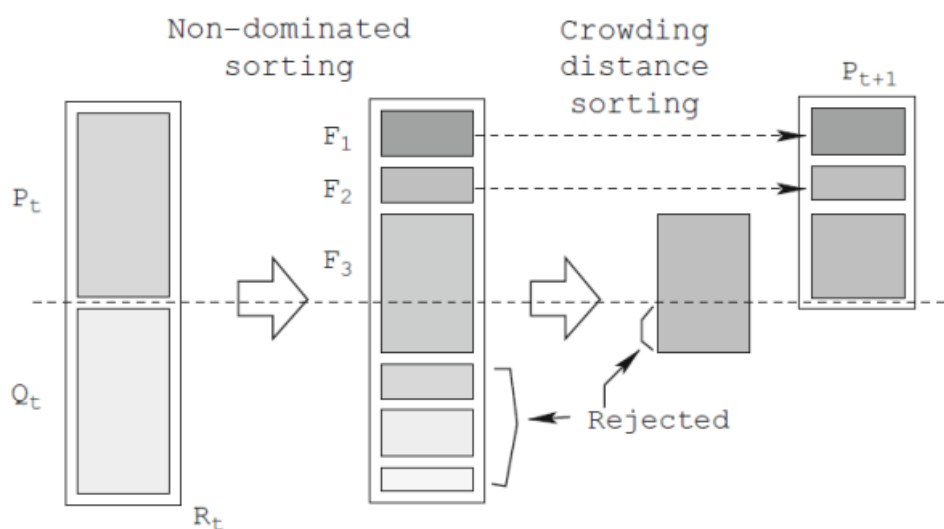 Non-dominated
sorting
Crowding
distance
sorting
P_{t+1}
F_1
F_2
P_t
F_3
Q_t
Rejected
R_t